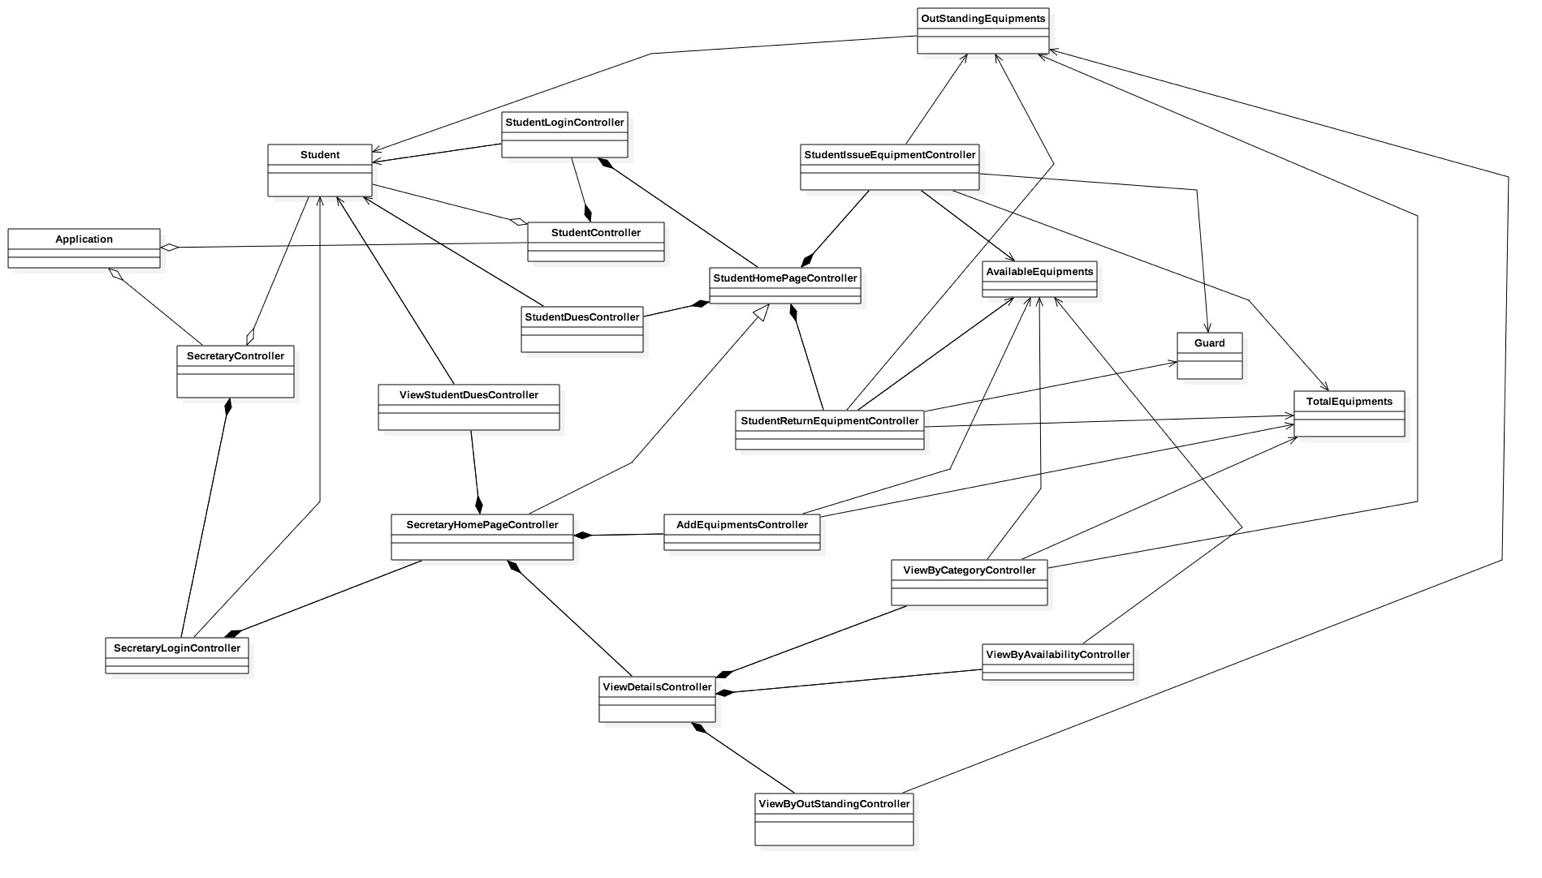 OutStandingEquipments
StudentLoginController
Student
StudentIssueEquipmentController
Application
StudentController
StudentHomePageController
AvailableEquipments
StudentDuesController
Guard
SecretaryController
ViewStudentDuesController
TotalEquipments
StudentReturnEquipmentController
SecretaryHomePageController
AddEquipmentsController
ViewByCategoryController
SecretaryLoginController
ViewByAvailabilityController
ViewDetailsController
ViewByOutStandingController